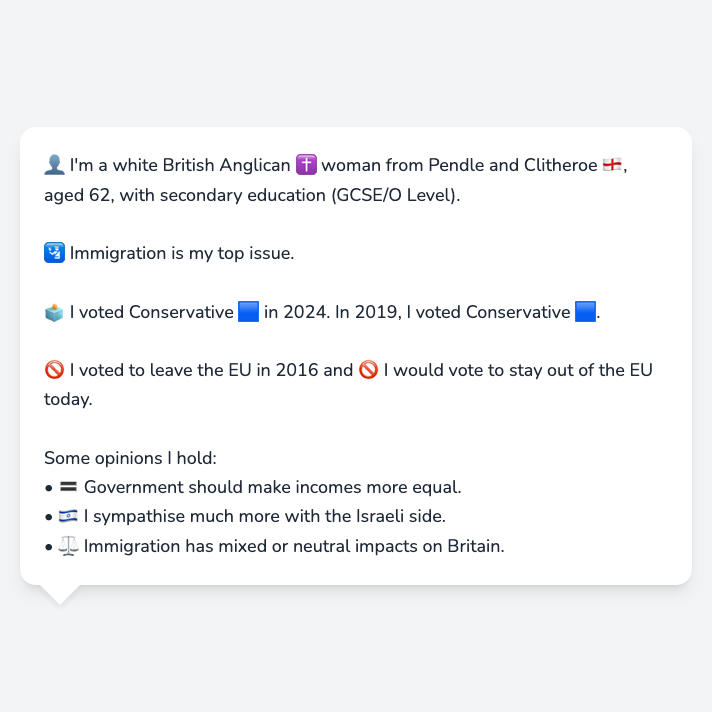 👤 I'm a white British Anglican ✝️ woman from Pendle and Clitheroe 🏴󠁧󠁢󠁥󠁮󠁧󠁿,
aged 62, with secondary education (GCSE/O Level).
🛂 Immigration is my top issue.
🗳️ I voted Conservative 🟦 in 2024. In 2019, I voted Conservative 🟦.
🚫 I voted to leave the EU in 2016 and 🚫 I would vote to stay out of the EU
today.
Some opinions I hold:
• 🟰 Government should make incomes more equal.
• 🇮🇱 I sympathise much more with the Israeli side.
• ⚖️ Immigration has mixed or neutral impacts on Britain.